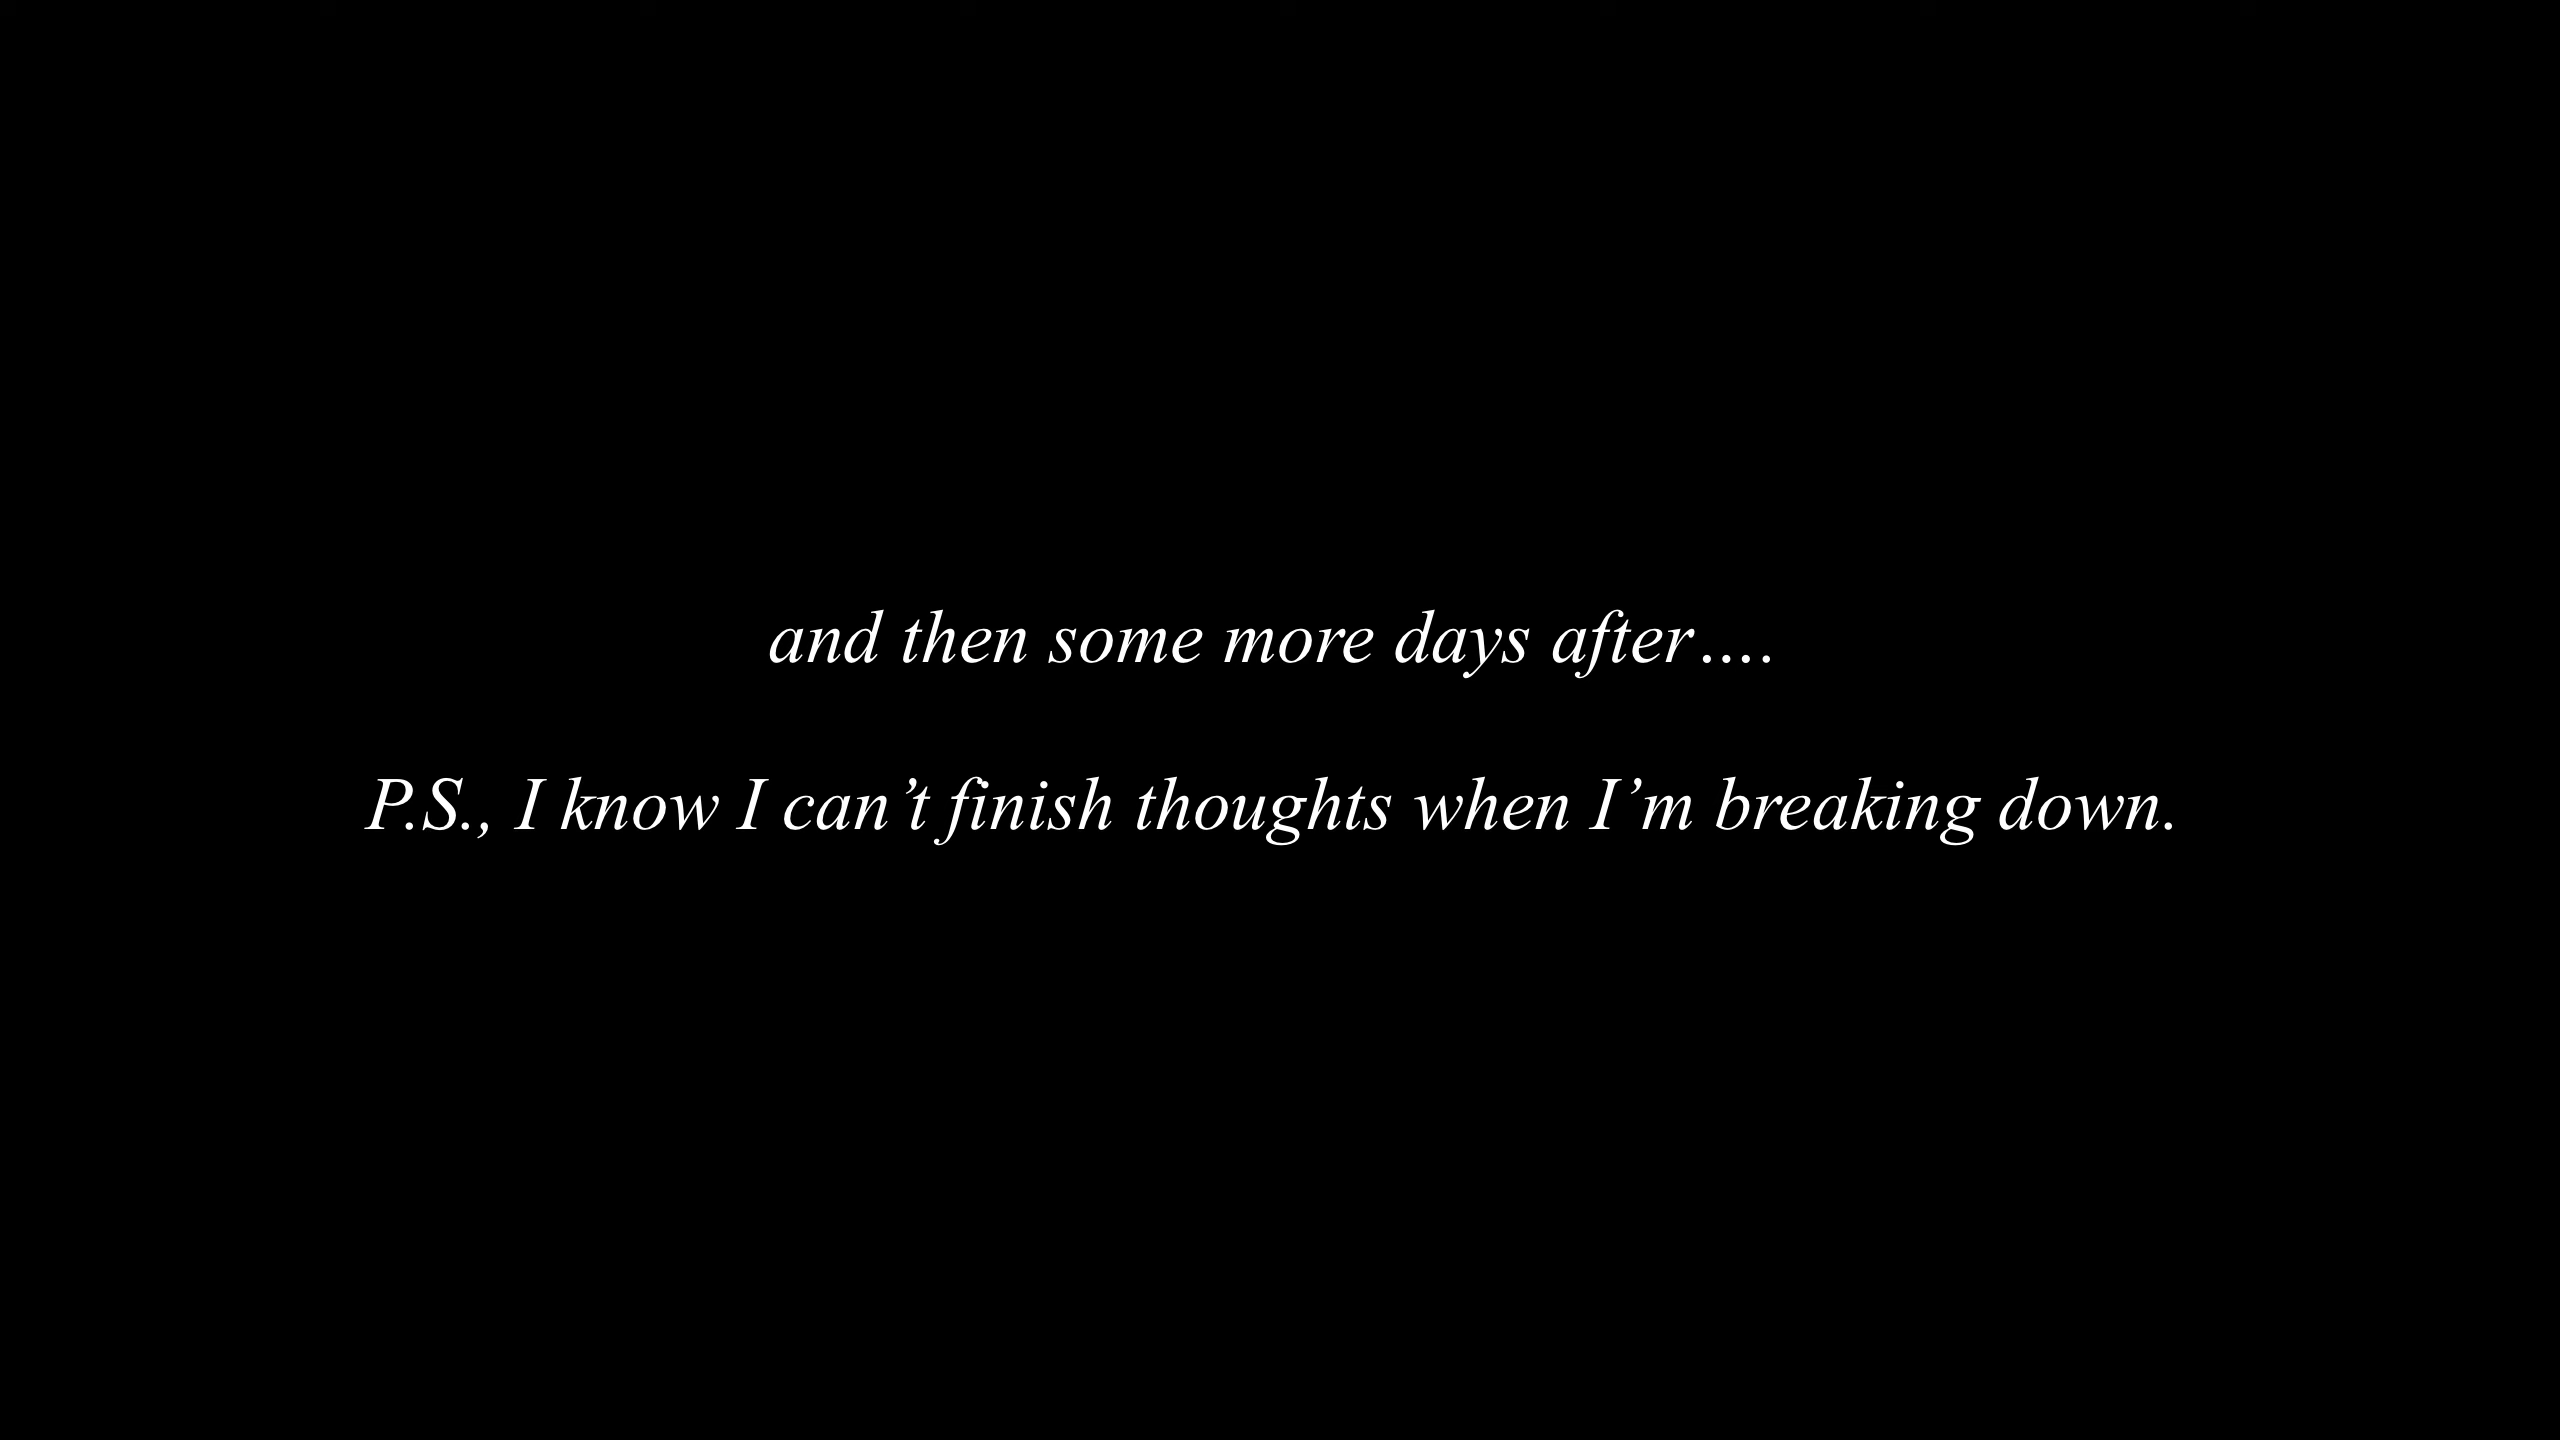 and then some more days after….
P.S., I know I can’t finish thoughts when I’m breaking down.